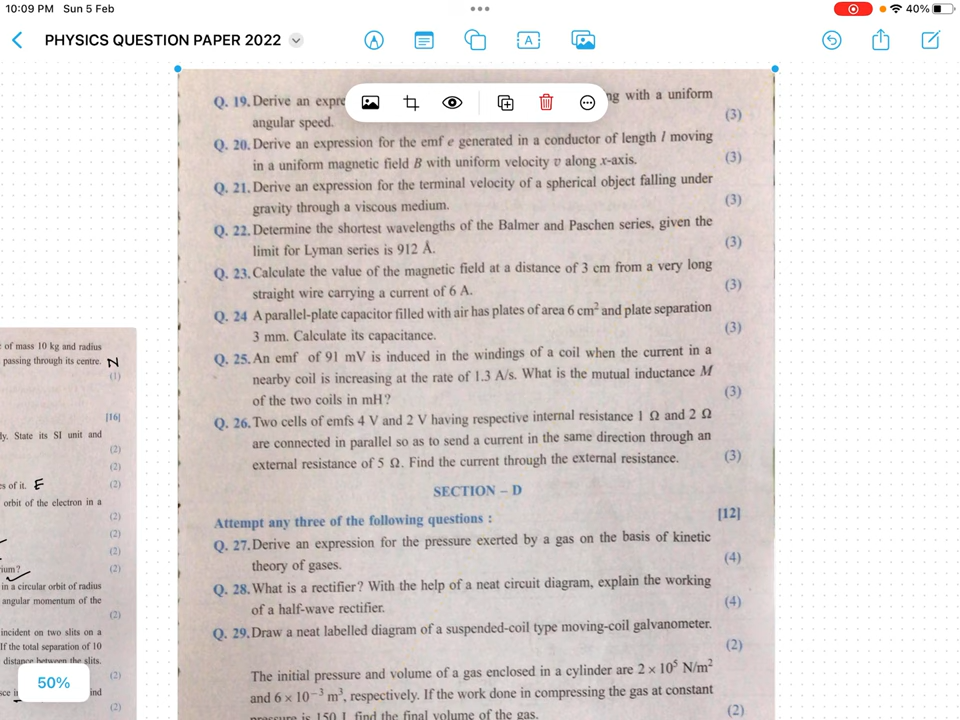 10:09 PM Sun 5 Feb
40%
PHYSICS QUESTION PAPER 2022
Q. 19. Derive an expre ng with a uniform
angular speed. (3)
Q. 20. Derive an expression for the emf e generated in a conductor of length l moving
in a uniform magnetic field B with uniform velocity v along x-axis. (3)
Q. 21. Derive an expression for the terminal velocity of a spherical object falling under
gravity through a viscous medium. (3)
Q. 22. Determine the shortest wavelengths of the Balmer and Paschen series, given the
limit for Lyman series is 912 Å. (3)
Q. 23. Calculate the value of the magnetic field at a distance of 3 cm from a very long
straight wire carrying a current of 6 A. (3)
Q. 24 A parallel-plate capacitor filled with air has plates of area 6 cm² and plate separation
3 mm. Calculate its capacitance. (3)
Q. 25. An emf of 91 mV is induced in the windings of a coil when the current in a
nearby coil is increasing at the rate of 1.3 A/s. What is the mutual inductance M
of the two coils in mH? (3)
Q. 26. Two cells of emfs 4 V and 2 V having respective internal resistance 1 Ω and 2 Ω
are connected in parallel so as to send a current in the same direction through an
external resistance of 5 Ω. Find the current through the external resistance. (3)
SECTION – D
Attempt any three of the following questions : [12]
Q. 27. Derive an expression for the pressure exerted by a gas on the basis of kinetic
theory of gases. (4)
Q. 28. What is a rectifier? With the help of a neat circuit diagram, explain the working
of a half-wave rectifier. (4)
Q. 29. Draw a neat labelled diagram of a suspended-coil type moving-coil galvanometer.
(2)
The initial pressure and volume of a gas enclosed in a cylinder are 2 × 10⁵ N/m²
and 6 × 10⁻³ m³, respectively. If the work done in compressing the gas at constant
pressure is 150 J, find the final volume of the gas. (2)
of mass 10 kg and radius
passing through its centre. N
(1)
[16]
ly. State its SI unit and
(2)
(2)
es of it. E (2)
orbit of the electron in a
(2)
(2)
(2)
rium? (2)
in a circular orbit of radius
angular momentum of the
(2)
incident on two slits on a
If the total separation of 10
distance between the slits.
(2)
ind
(2)
50%